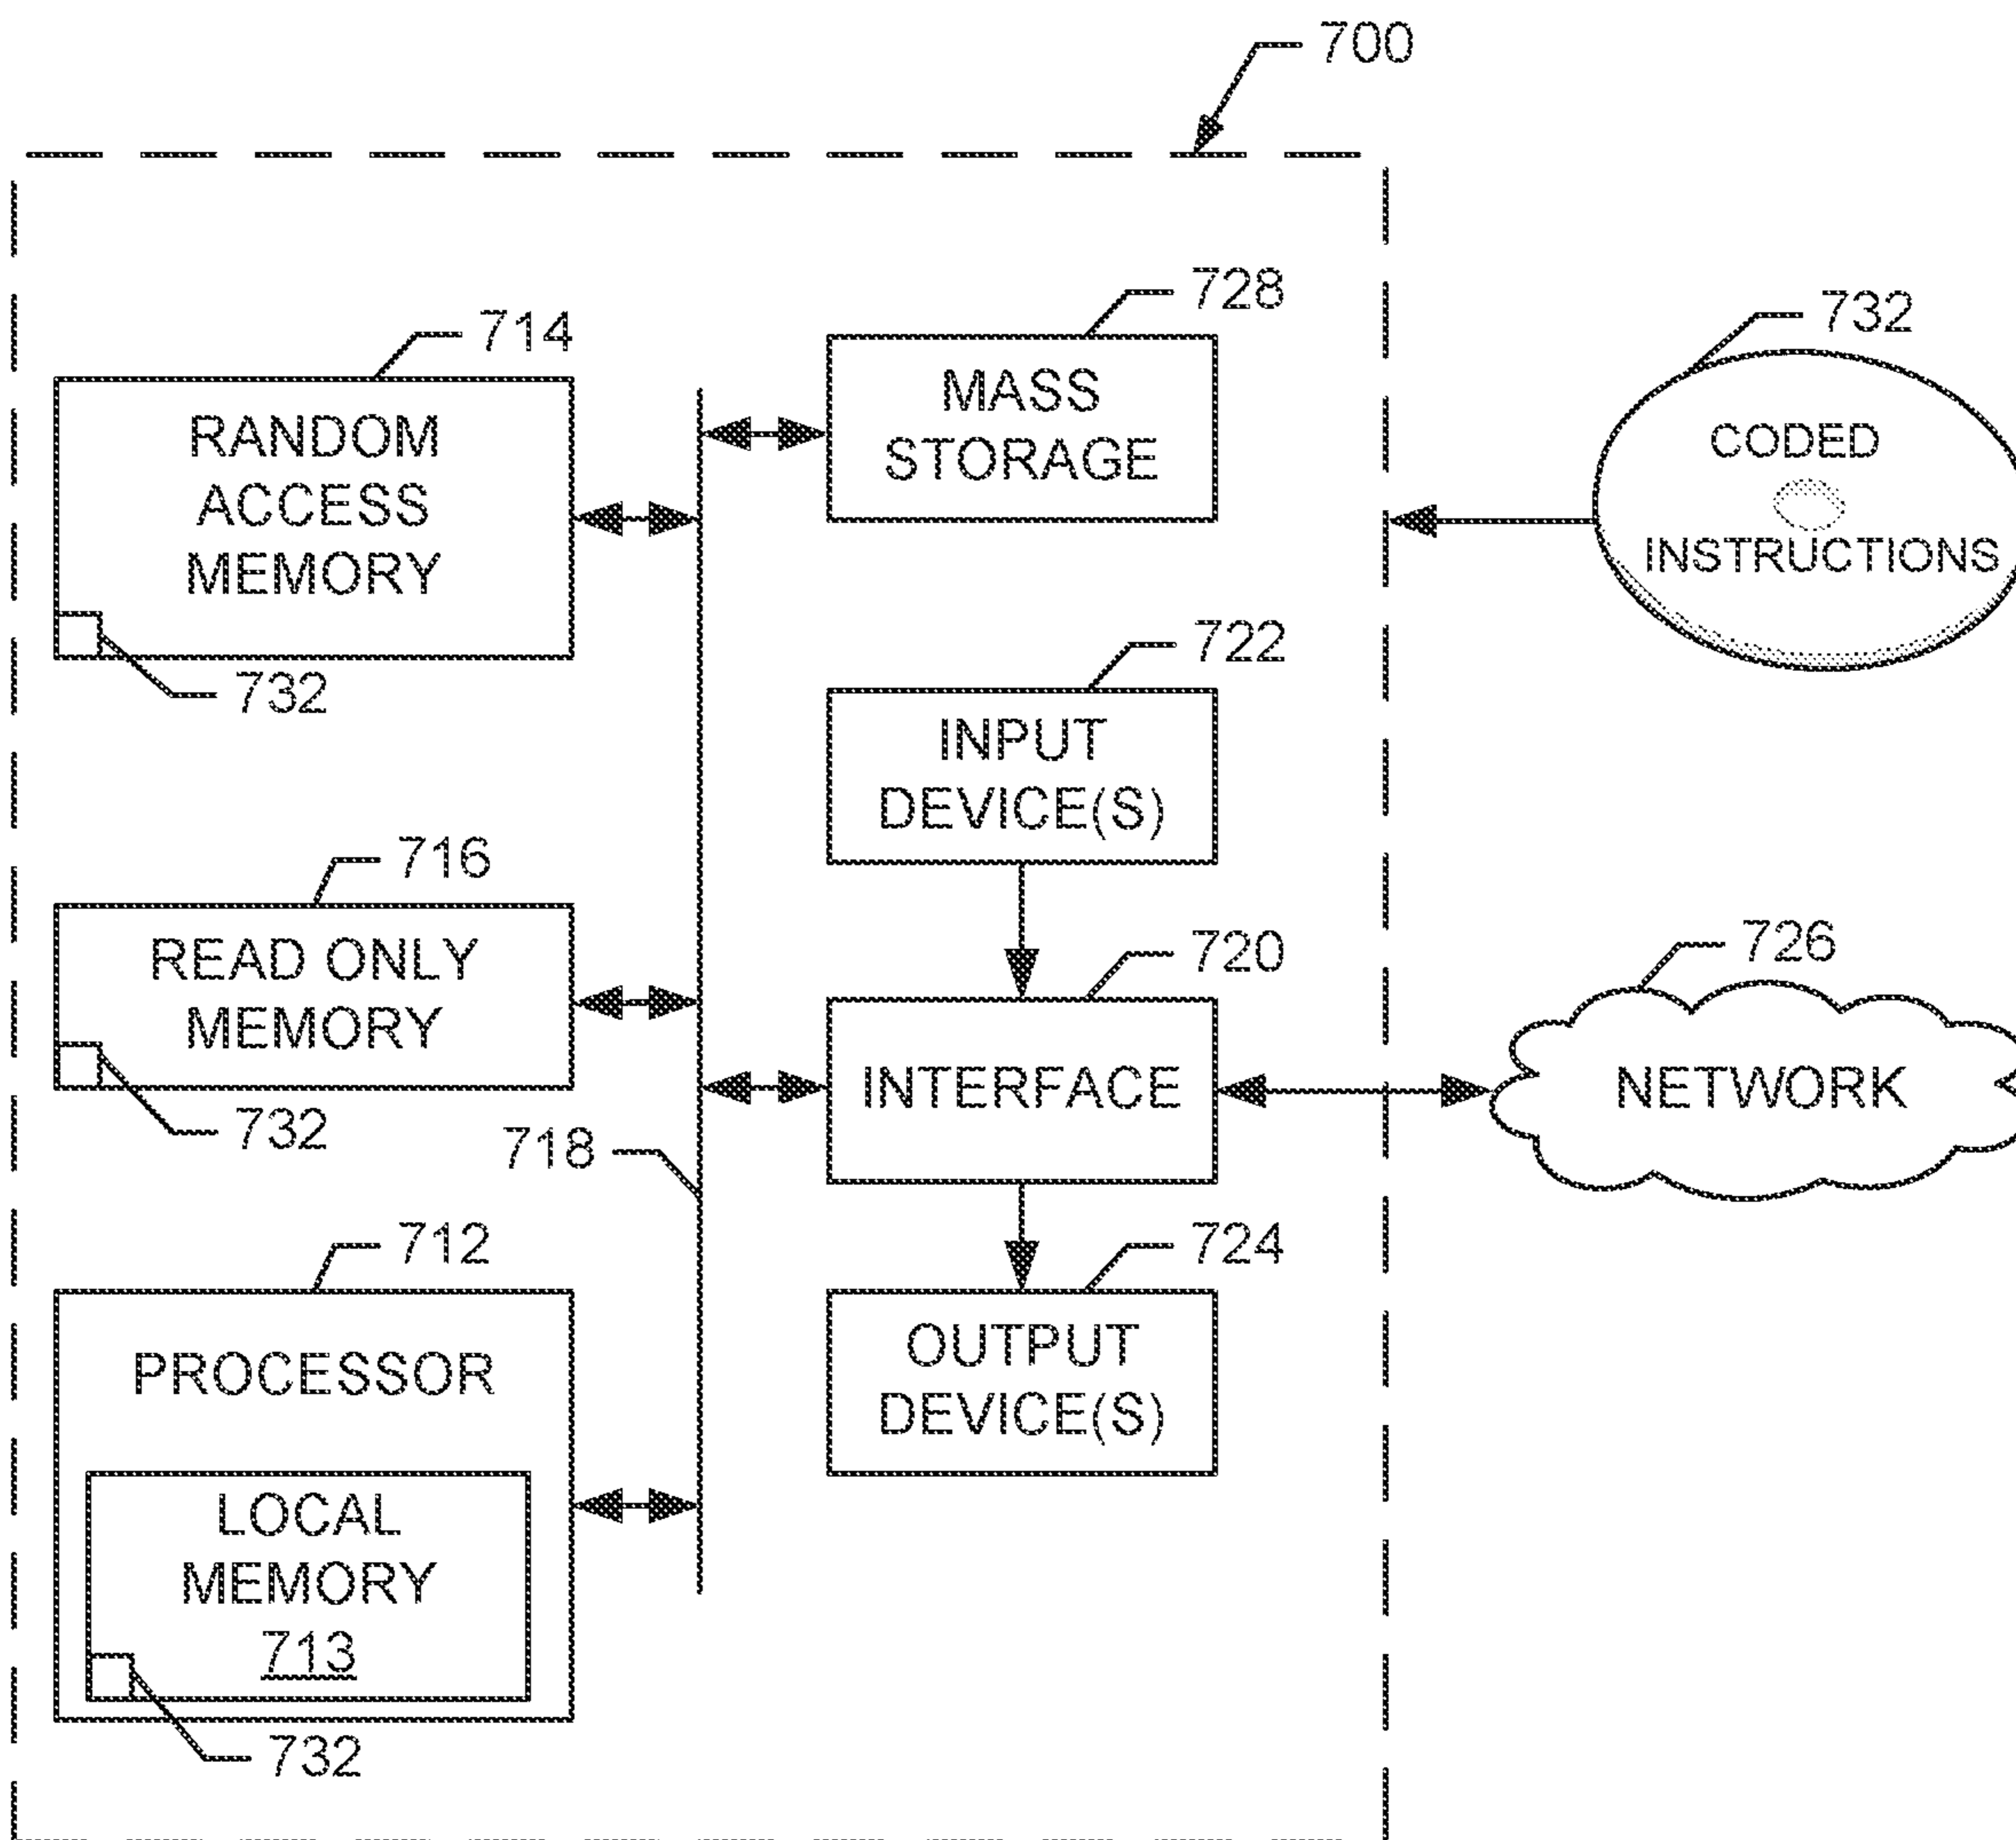 700
728
MASS
STORAGE
714
RANDOM
ACCESS
MEMORY
732
732
CODED
INSTRUCTIONS
722
INPUT
DEVICE(S)
716
READ ONLY
MEMORY
732
720
INTERFACE
726
NETWORK
718
712
PROCESSOR
LOCAL
MEMORY
713
732
724
OUTPUT
DEVICE(S)